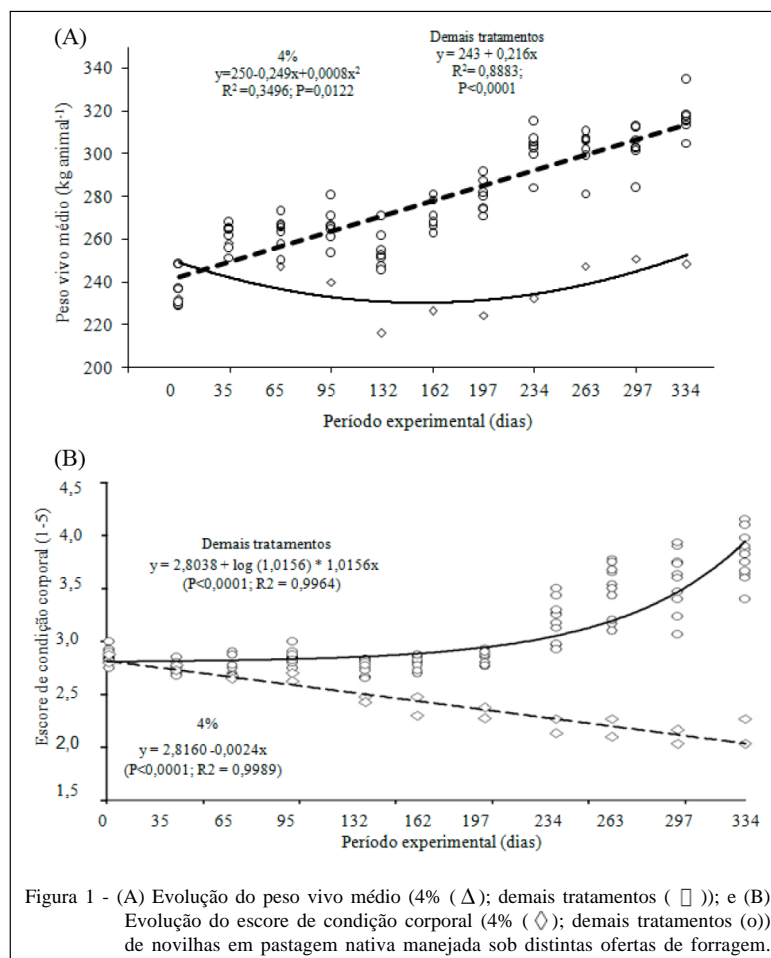 (A)
4%
y=250-0,249x+0,0008x²
R²=0,3496; P=0,0122
Demais tratamentos
y = 243 + 0,216x
R²= 0,8883;
P<0,0001
Peso vivo médio (kg animal⁻¹)
340
320
300
280
260
240
220
200
0 35 65 95 132 162 197 234 263 297 334
Período experimental (dias)
(B)
4,5
4,0
3,5
3,0
2,5
2,0
1,5
Escore de condição corporal (1-5)
Demais tratamentos
y = 2,8038 + log (1,0156) * 1,0156x
(P<0,0001; R2 = 0,9964)
4%
y = 2,8160 -0,0024x
(P<0,0001; R2 = 0,9989)
0 35 65 95 132 162 197 234 263 297 334
Período experimental (dias)
Figura 1 - (A) Evolução do peso vivo médio (4% ( Δ ); demais tratamentos ( ▯ )); e (B)
Evolução do escore de condição corporal (4% ( ◊ ); demais tratamentos (o))
de novilhas em pastagem nativa manejada sob distintas ofertas de forragem.